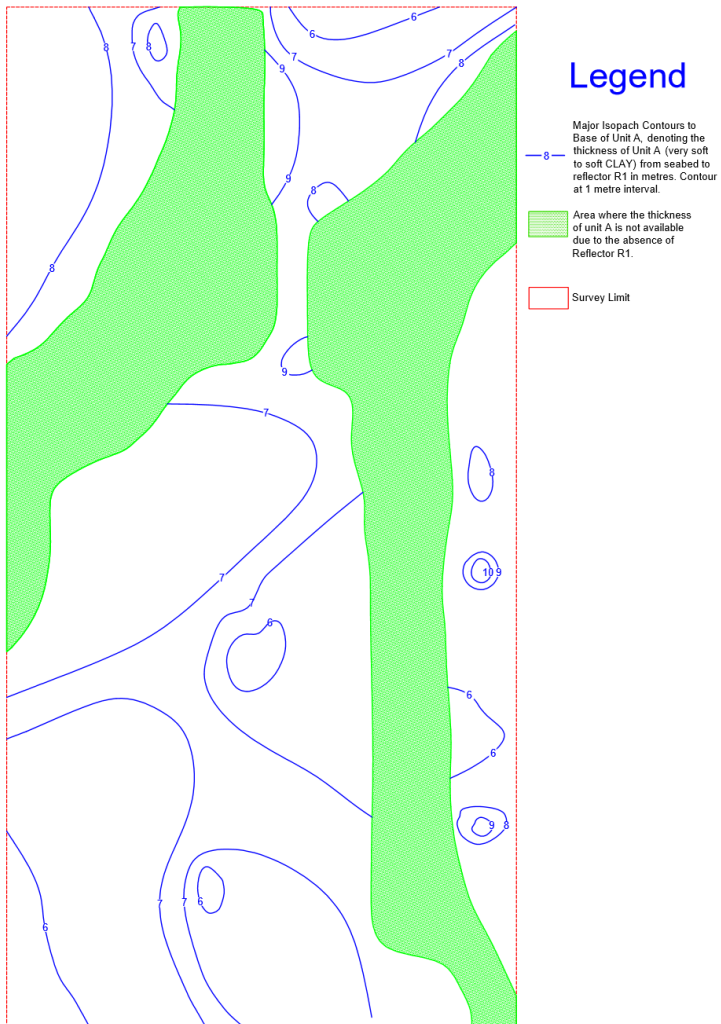 6
6
8
7
8
7
9
7
8
Legend
Major Isopach Contours to
Base of Unit A, denoting the
thickness of Unit A (very soft
8
to soft CLAY) from seabed to
reflector R1 in metres. Contour
at 1 metre interval.
9
8
Area where the thickness
of unit A is not available
due to the absence of
Reflector R1.
8
Survey Limit
9
7
8
7
10 9
7
6
6
6
9 8
7
7
6
6